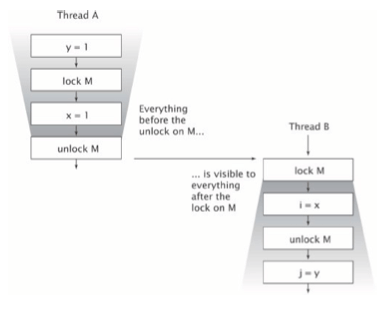 Thread A
y = 1
lock M
x = 1
unlock M
Everything
before the
unlock on M...
Thread B
... is visible to
everything
after the
lock on M
lock M
i = x
unlock M
j = y